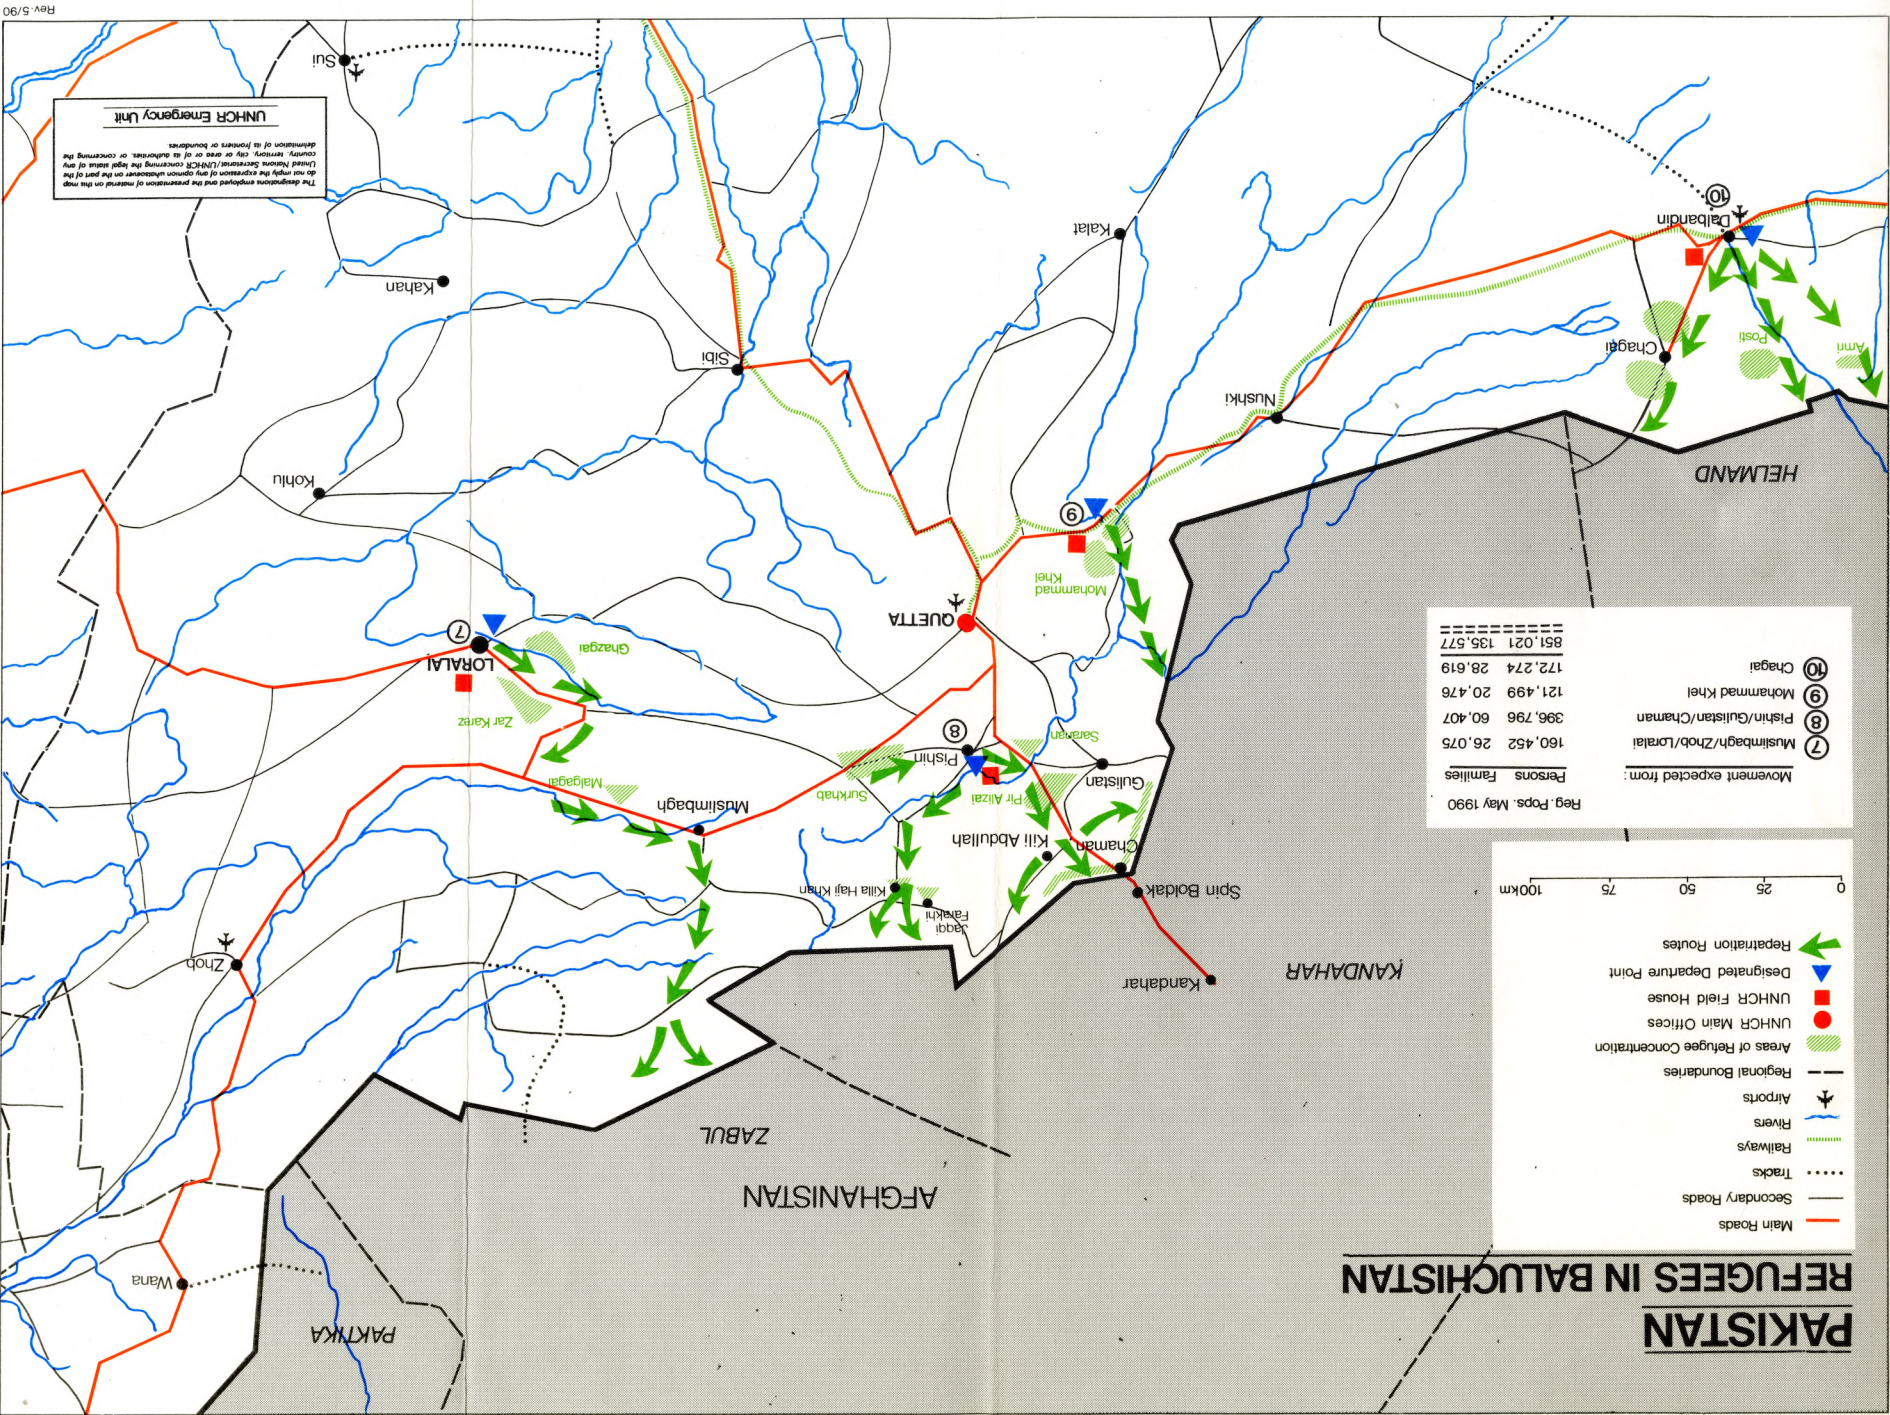 PAKISTAN
REFUGEES IN BALUCHISTAN
Main Roads
Secondary Roads
Tracks
Railways
Rivers
Airports
Regional Boundaries
Areas of Refugee Concentration
UNHCR Main Offices
UNHCR Field House
Designated Departure Point
Repatriation Routes
0 25 50 75 100km
Reg. Pops. May 1990
Movement expected from: Persons Families
7 Muslimbagh/Zhob/Loralai 160,452 26,075
8 Pishin/Gulistan/Chaman 396,796 60,407
9 Mohammad Khel 121,499 20,476
10 Chagai 172,274 28,619
851,021 135,577
PAKTIKA
Wana
AFGHANISTAN
ZABUL
KANDAHAR
Kandahar
Zhob
Spin Boldak
Jaqqi
Farakhi
Killa Haji Khan
Chaman
Kili Abdullah
Muslimbagh
Gulistan
Pir Alizai
Surkhab
Malgagai
Pishin
8
Saranan
Zar Karez
LORALAI
7
Ghazgai
QUETTA
Mohammad
Khel
9
HELMAND
Kohlu
Nushki
Sibi
Chagai
Posti
Amri
Kahan
Kalat
Dalbandin
10
Sui
The designations employed and the presentation of material on this map
do not imply the expression of any opinion whatsoever on the part of the
United Nations Secretariat/UNHCR concerning the legal status of any
country, territory, city or area or of its authorities, or concerning the
delimitation of its frontiers or boundaries
UNHCR Emergency Unit
Rev.5/90